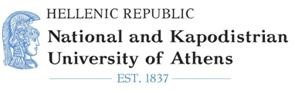 HELLENIC REPUBLIC
National and Kapodistrian
University of Athens
EST. 1837